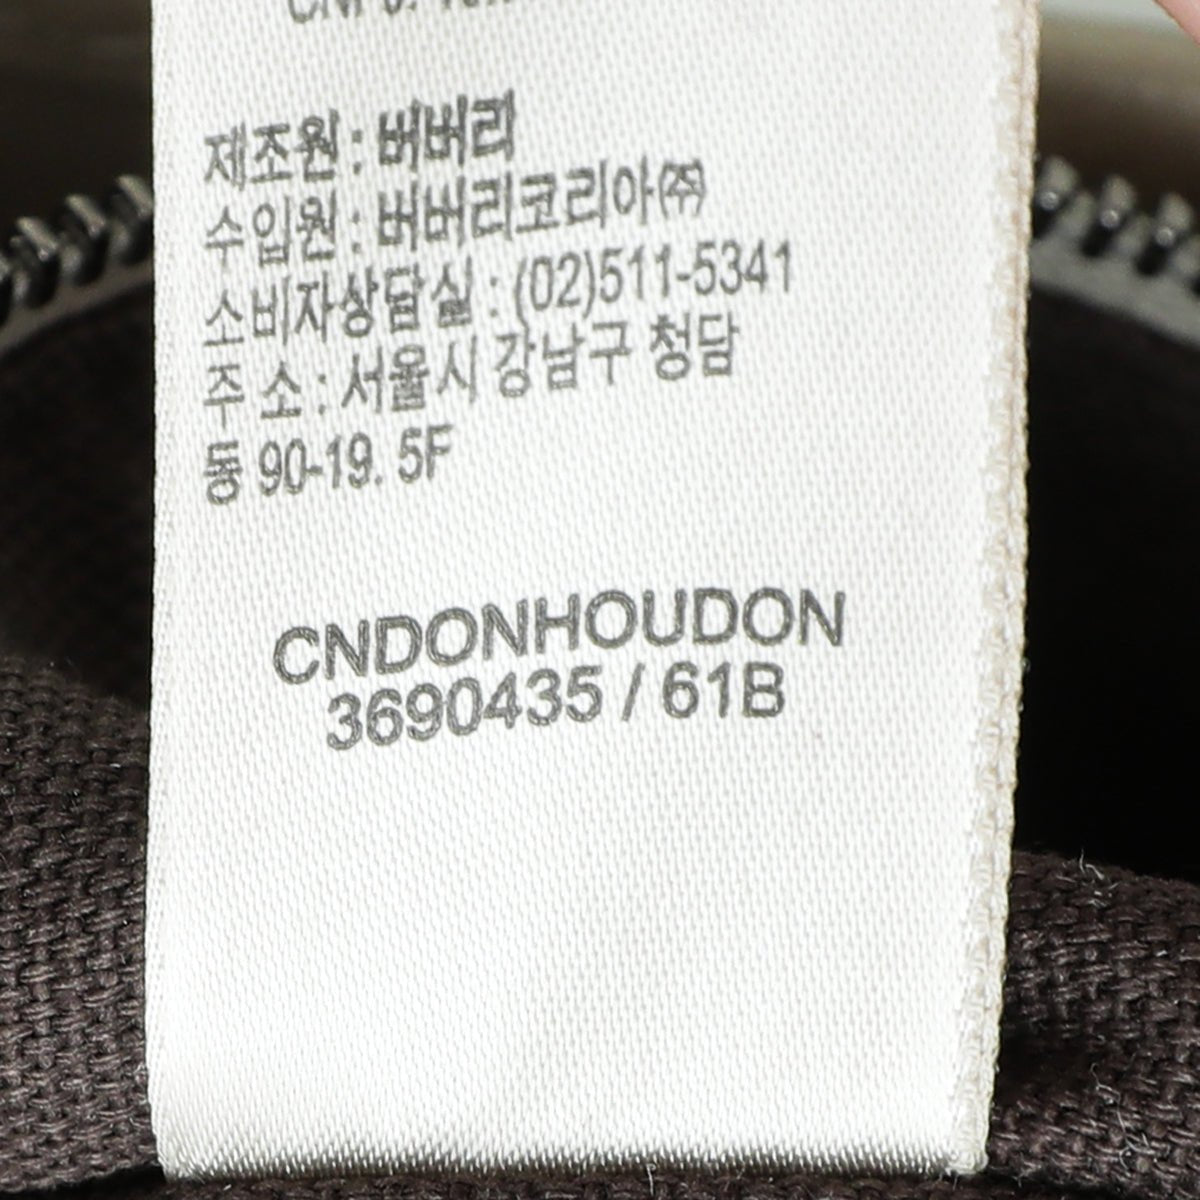 제조원 : 버버리
수입원 : 버버리코리아㈜
소비자상담실 : (02)511-5341
주 소 : 서울시 강남구 청담
동 90-19. 5F
CNDONHOUDON
3690435 / 61B